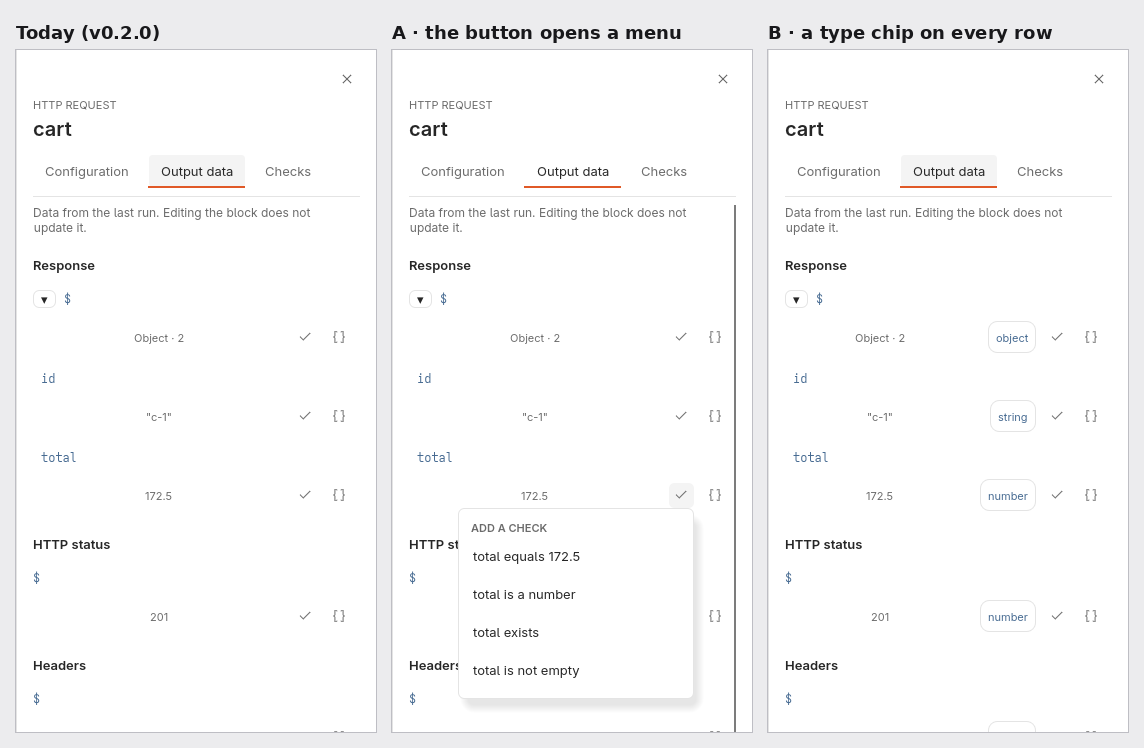 Today (v0.2.0)
HTTP REQUEST
cart
Configuration Output data Checks
Data from the last run. Editing the block does not
update it.
Response
▼ $
Object · 2 {}
id
"c-1" {}
total
172.5 {}
HTTP status
$
201 {}
Headers
$
A · the button opens a menu
HTTP REQUEST
cart
Configuration Output data Checks
Data from the last run. Editing the block does not
update it.
Response
▼ $
Object · 2 {}
id
"c-1" {}
total
172.5 {}
ADD A CHECK
total equals 172.5
total is a number
total exists
total is not empty
HTTP st
$
{}
Headers
$
B · a type chip on every row
HTTP REQUEST
cart
Configuration Output data Checks
Data from the last run. Editing the block does not
update it.
Response
▼ $
Object · 2 object {}
id
"c-1" string {}
total
172.5 number {}
HTTP status
$
201 number {}
Headers
$